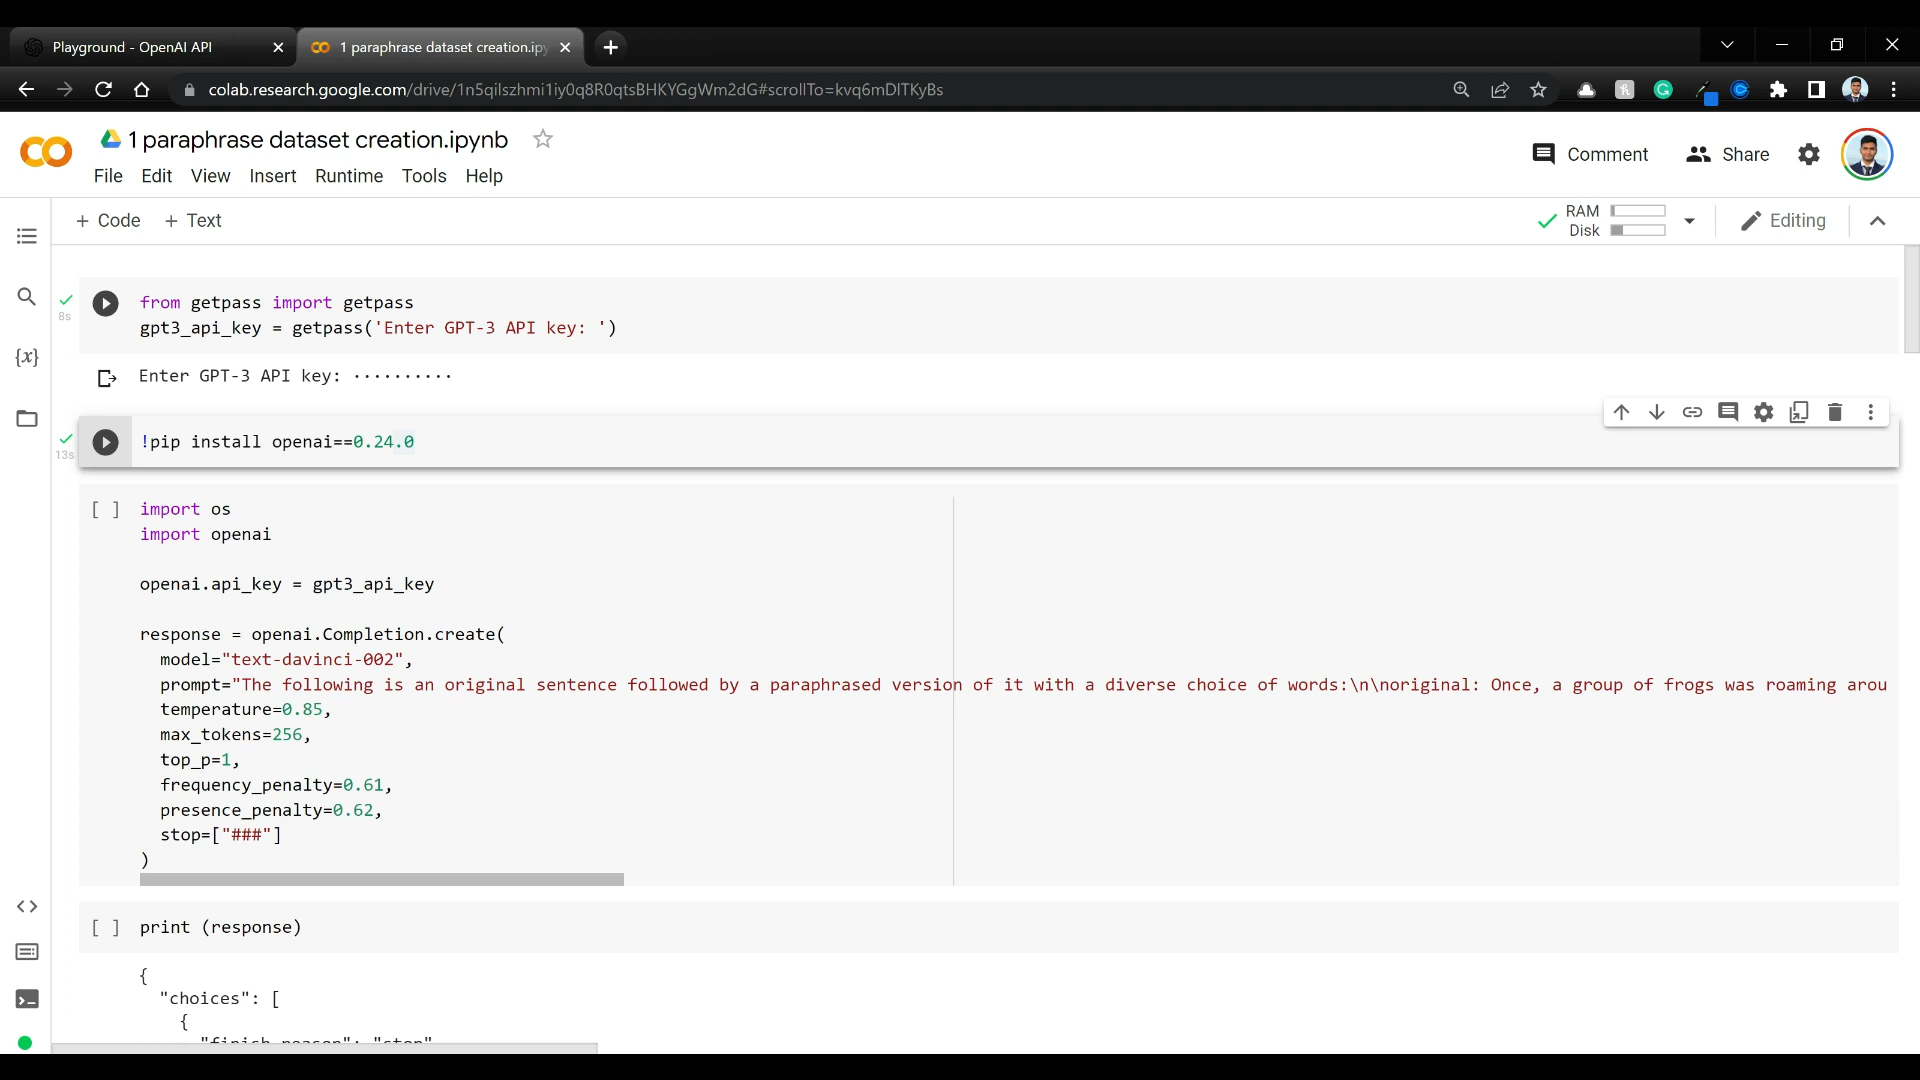 Playground - OpenAI API
1 paraphrase dataset creation.ipy
colab.research.google.com/drive/1n5qilszhmi1iy0q8R0qtsBHKYGgWm2dG#scrollTo=kvq6mDlTKyBs
1 paraphrase dataset creation.ipynb
Comment
Share
File Edit View Insert Runtime Tools Help
+ Code + Text
RAM
Disk
Editing
8s
from getpass import getpass
gpt3_api_key = getpass('Enter GPT-3 API key: ')
{x}
Enter GPT-3 API key: ··········
13s
!pip install openai==0.24.0
[ ] import os
import openai
openai.api_key = gpt3_api_key
response = openai.Completion.create(
model="text-davinci-002",
prompt="The following is an original sentence followed by a paraphrased version of it with a diverse choice of words:\n\noriginal: Once, a group of frogs was roaming arou
temperature=0.85,
max_tokens=256,
top_p=1,
frequency_penalty=0.61,
presence_penalty=0.62,
stop=["###"]
)
[ ] print (response)
{
"choices": [
{
"finish_reason": "stop"